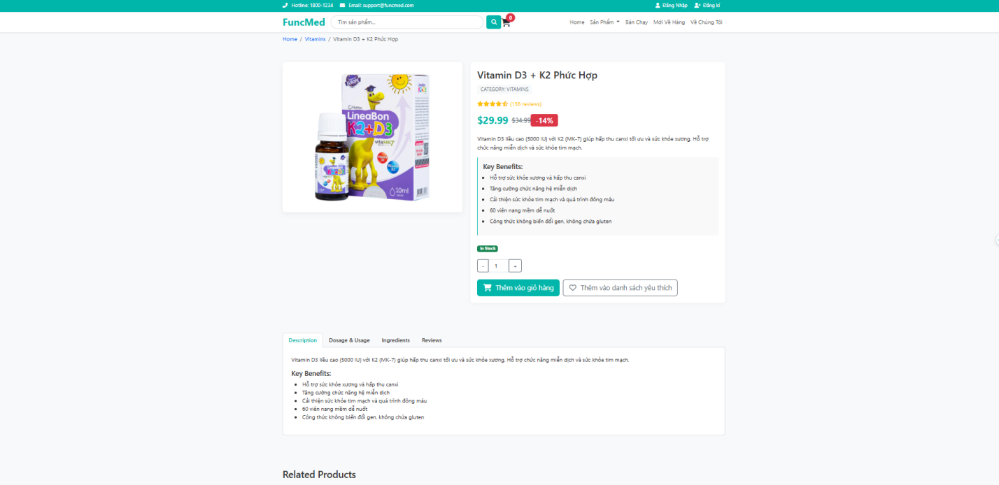 Hotline: 1800-1234 Email: support@funcmed.com Đăng Nhập Đăng kí
FuncMed Tìm sản phẩm... 0 Home Sản Phẩm Bán Chạy Mới Về Hàng Về Chúng Tôi
Home / Vitamins / Vitamin D3 + K2 Phức Hợp
LineaBon
K2+D3
vitaMK7
10ml
LineaBon
K2+D3
Vitamin D3 + K2 Phức Hợp
CATEGORY: VITAMINS
(156 reviews)
$29.99 $34.99 -14%
Vitamin D3 liều cao (5000 IU) với K2 (MK-7) giúp hấp thu canxi tối ưu và sức khỏe xương. Hỗ trợ
chức năng miễn dịch và sức khỏe tim mạch.
Key Benefits:
Hỗ trợ sức khỏe xương và hấp thu canxi
Tăng cường chức năng hệ miễn dịch
Cải thiện sức khỏe tim mạch và quá trình đông máu
60 viên nang mềm dễ nuốt
Công thức không biến đổi gen, không chứa gluten
In Stock
- 1 +
Thêm vào giỏ hàng Thêm vào danh sách yêu thích
Description Dosage & Usage Ingredients Reviews
Vitamin D3 liều cao (5000 IU) với K2 (MK-7) giúp hấp thu canxi tối ưu và sức khỏe xương. Hỗ trợ chức năng miễn dịch và sức khỏe tim mạch.
Key Benefits:
Hỗ trợ sức khỏe xương và hấp thu canxi
Tăng cường chức năng hệ miễn dịch
Cải thiện sức khỏe tim mạch và quá trình đông máu
60 viên nang mềm dễ nuốt
Công thức không biến đổi gen, không chứa gluten
Related Products